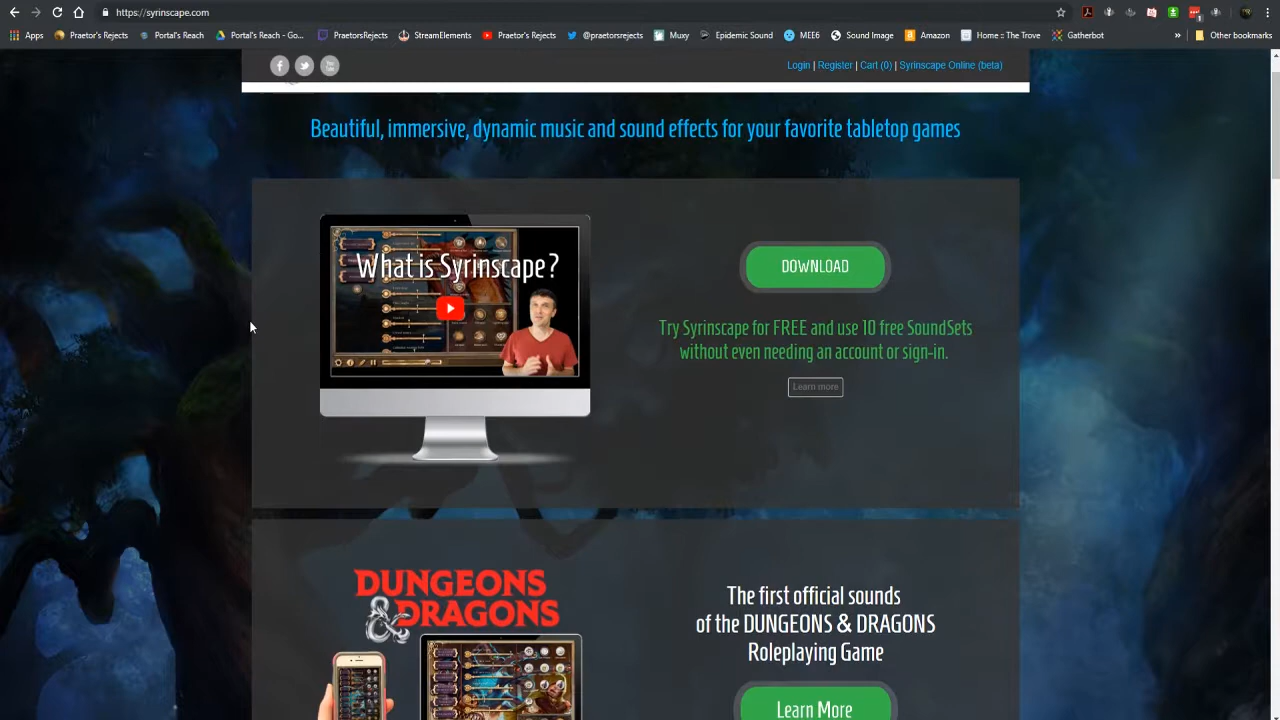 https://syrinscape.com
Apps Praetor's Rejects Portal's Reach Portal's Reach - Go... PraetorsRejects StreamElements Praetor's Rejects @praetorsrejects Muxy Epidemic Sound MEE6 Sound Image Amazon Home :: The Trove Gatherbot » Other bookmarks
Login | Register | Cart (0) | Syrinscape Online (beta)
Beautiful, immersive, dynamic music and sound effects for your favorite tabletop games
What is Syrinscape?
DOWNLOAD
Try Syrinscape for FREE and use 10 free SoundSets
without even needing an account or sign-in.
Learn more
DUNGEONS
& DRAGONS
The first official sounds
of the DUNGEONS & DRAGONS
Roleplaying Game
Learn More